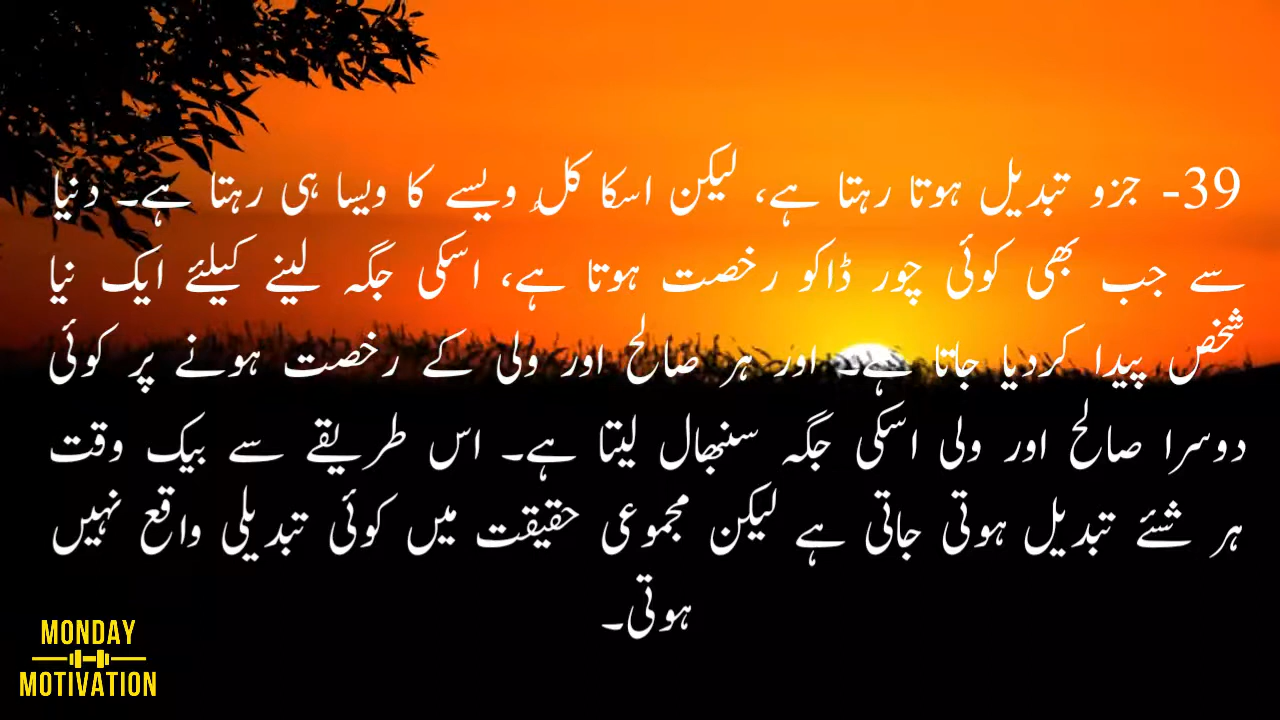 39- جزو تبدیل ہوتا رہتا ہے، لیکن اسکا کُل ویسے کا ویسا ہی رہتا ہے۔ دنیا
سے جب بھی کوئی چور ڈاکو رخصت ہوتا ہے، اسکی جگہ لینے کیلئے ایک نیا
شخص پیدا کردیا جاتا ہے۔ اور ہر صالح اور ولی کے رخصت ہونے پر کوئی
دوسرا صالح اور ولی اسکی جگہ سنبھال لیتا ہے۔ اس طریقے سے بیک وقت
ہر شئے تبدیل ہوتی جاتی ہے لیکن مجموعی حقیقت میں کوئی تبدیلی واقع نہیں
ہوتی۔
MONDAY
MOTIVATION